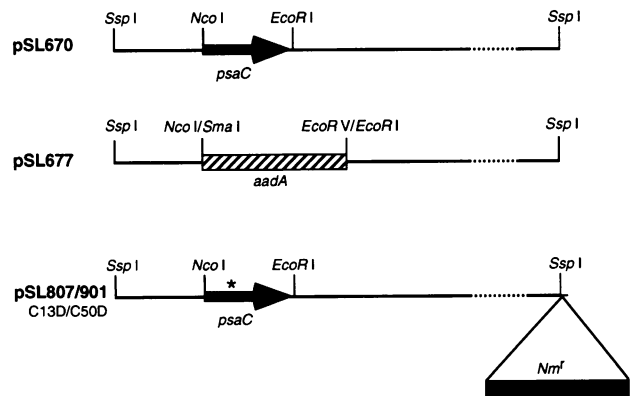 Ssp I Nco I EcoR I Ssp I
pSL670
psaC
Ssp I Nco I/Sma I EcoR V/EcoR I Ssp I
pSL677
aadA
Ssp I Nco I EcoR I Ssp I
*
pSL807/901
C13D/C50D
psaC
Nmʳ